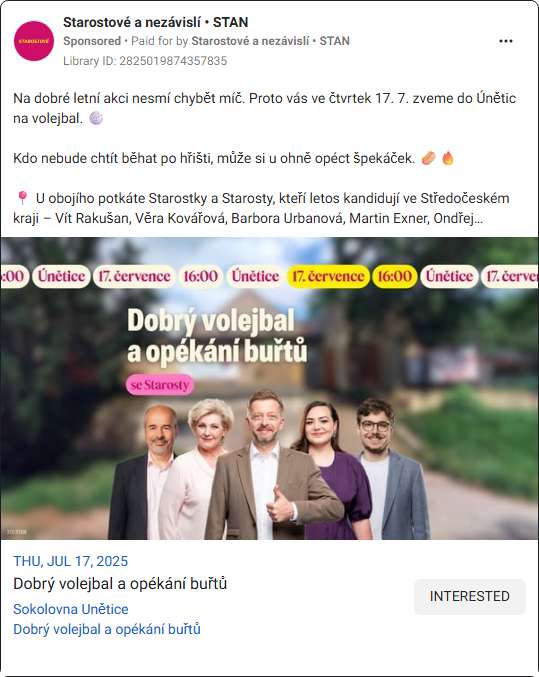 STAROSTOVÉ
Starostové a nezávislí • STAN
Sponsored • Paid for by Starostové a nezávislí • STAN
Library ID: 2825019874357835
Na dobré letní akci nesmí chybět míč. Proto vás ve čtvrtek 17. 7. zveme do Únětic
na volejbal. 🏐
Kdo nebude chtít běhat po hřišti, může si u ohně opéct špekáček. 🌭 🔥
📍 U obojího potkáte Starostky a Starosty, kteří letos kandidují ve Středočeském
kraji – Vít Rakušan, Věra Kovářová, Barbora Urbanová, Martin Exner, Ondřej...
6:00 Únětice 17. července 16:00 Únětice 17. července 16:00 Únětice 17. červen
Dobrý volejbal
a opékání buřtů
se Starosty
THU, JUL 17, 2025
Dobrý volejbal a opékání buřtů
Sokolovna Unětice
Dobrý volejbal a opékání buřtů
INTERESTED